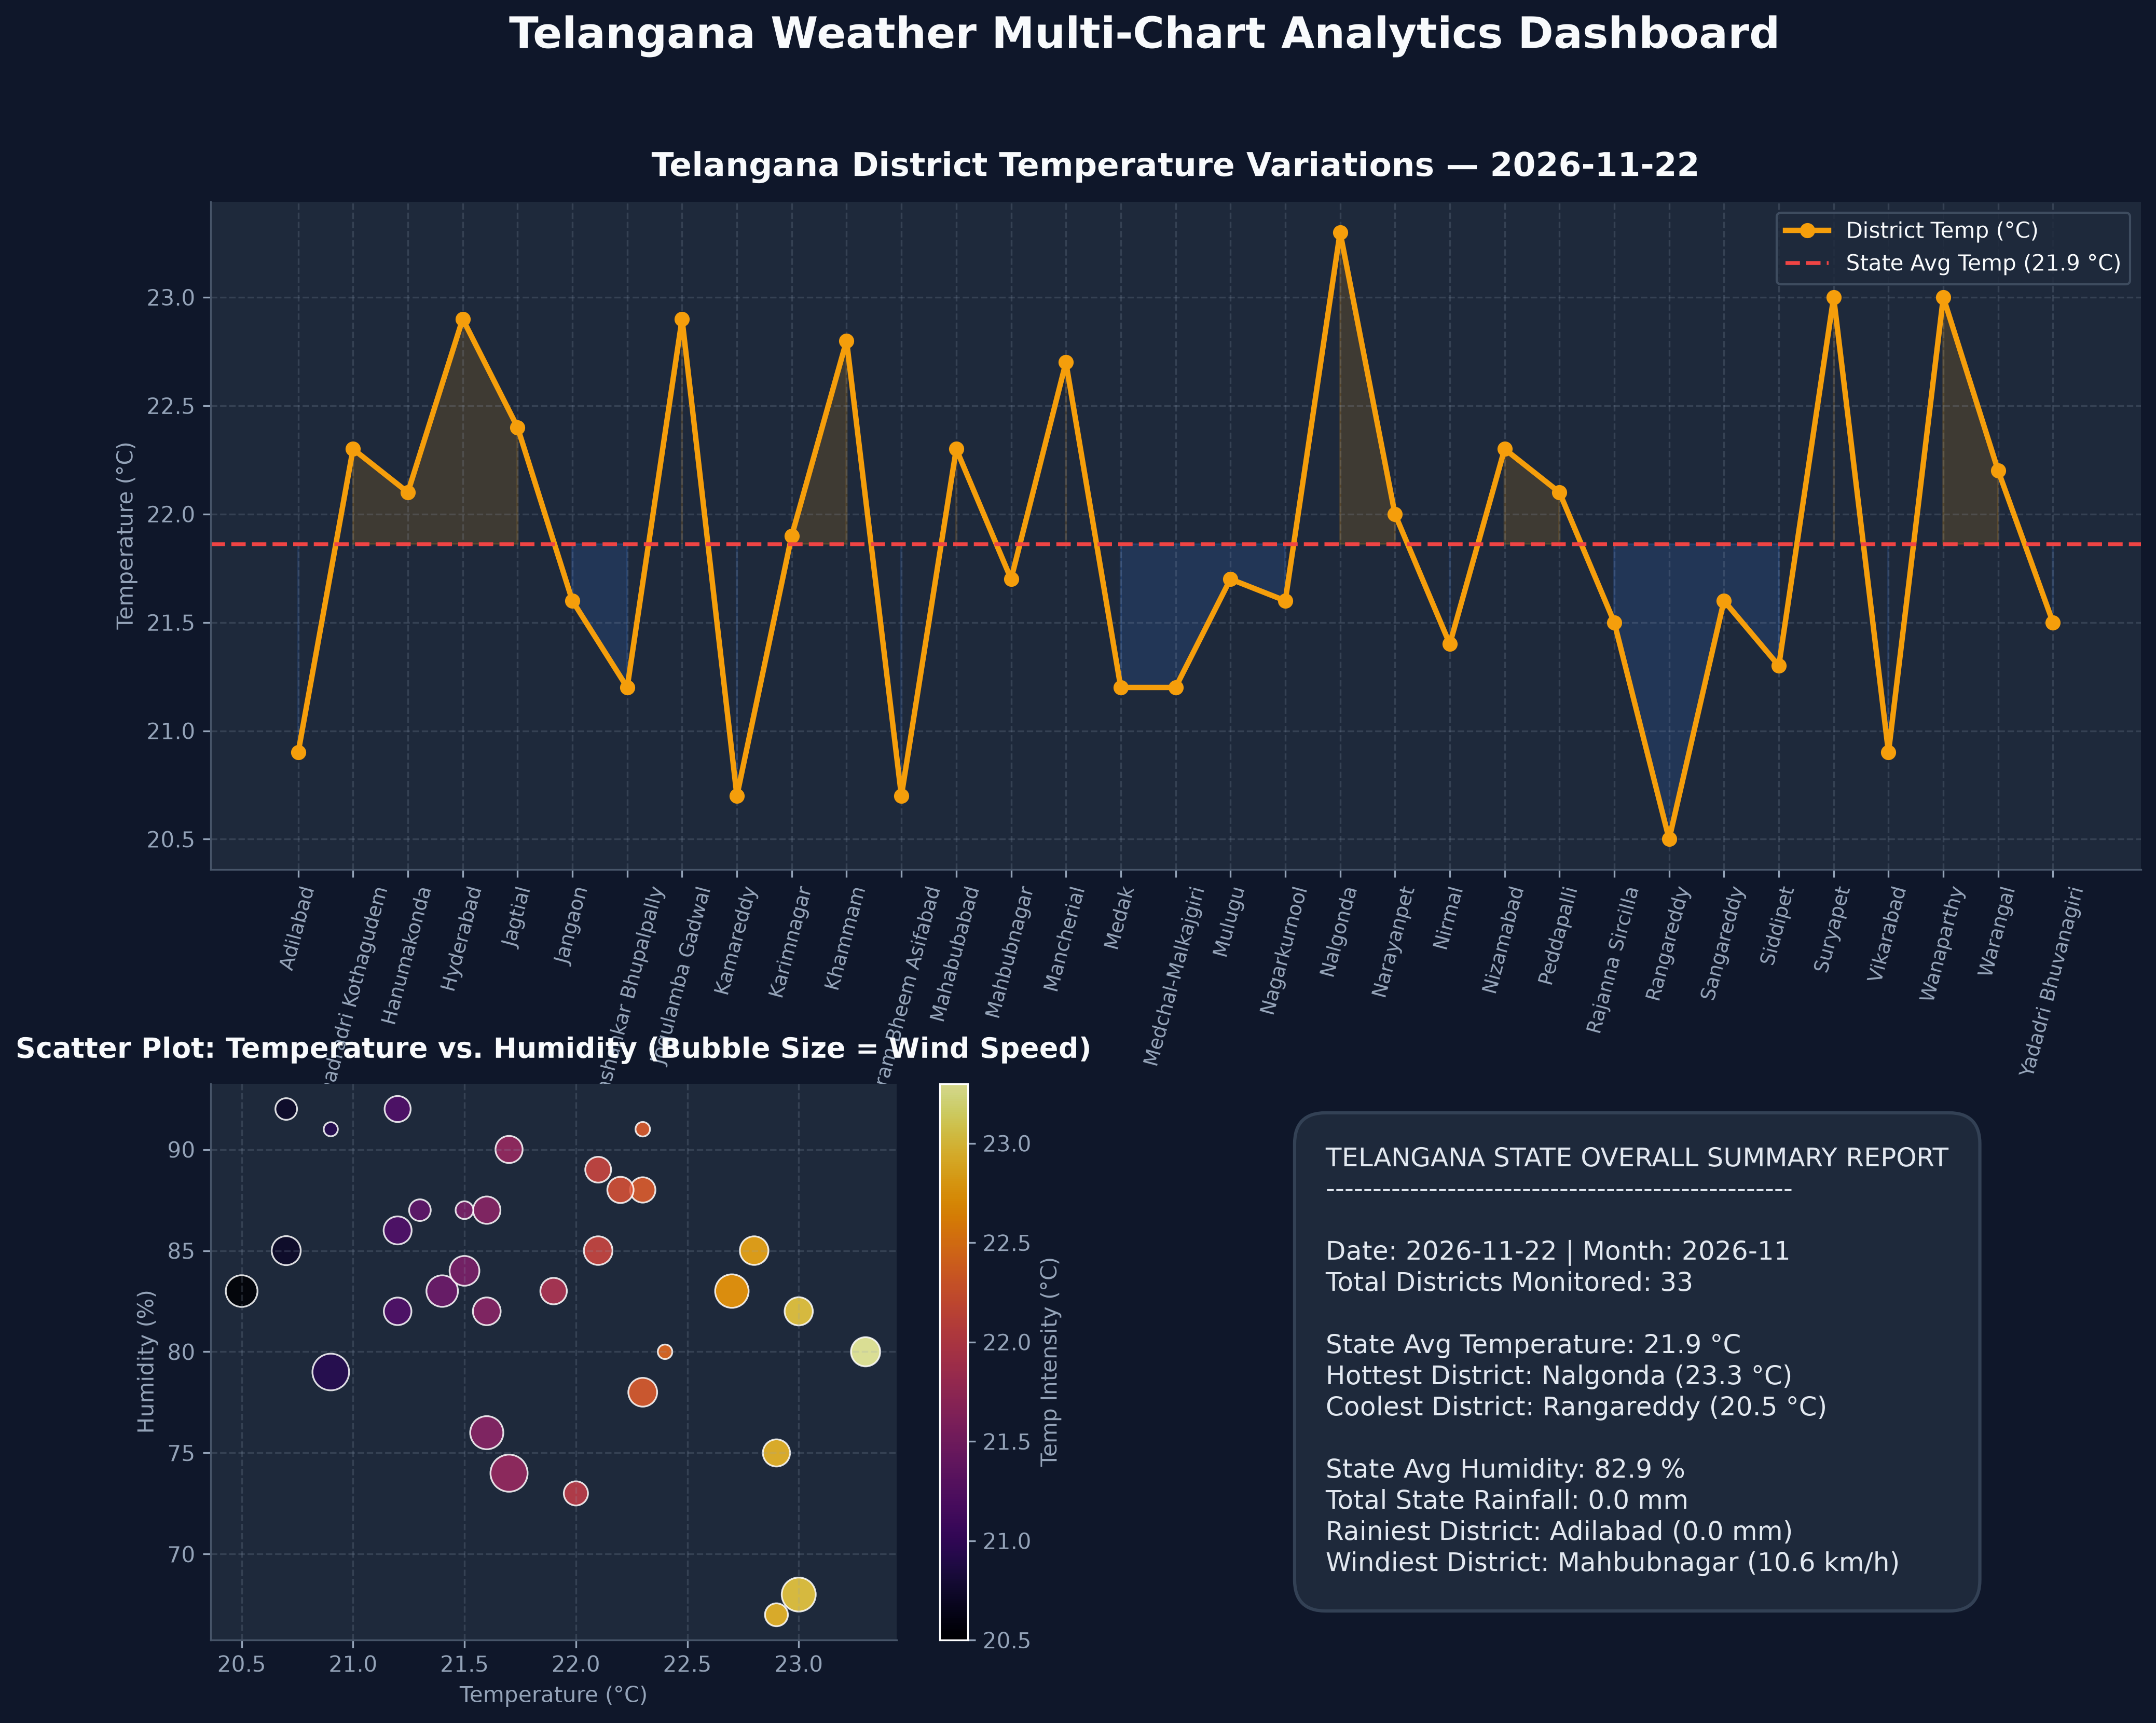 Telangana Weather Multi-Chart Analytics Dashboard
Telangana District Temperature Variations — 2026-11-22
District Temp (°C)
State Avg Temp (21.9 °C)
Temperature (°C)
23.0
22.5
22.0
21.5
21.0
20.5
Adilabad
Kothagudem
Hanumakonda
Hyderabad
Jagtial
Jangaon
Bhupalpally
Jogulamba Gadwal
Kamareddy
Karimnagar
Khammam
Bheem Asifabad
Mahabubabad
Mahbubnagar
Mancherial
Medak
Medchal-Malkajgiri
Mulugu
Nagarkurnool
Nalgonda
Narayanpet
Nirmal
Nizamabad
Peddapalli
Rajanna Sircilla
Rangareddy
Sangareddy
Siddipet
Suryapet
Vikarabad
Wanaparthy
Warangal
Yadadri Bhuvanagiri
Scatter Plot: Temperature vs. Humidity (Bubble Size = Wind Speed)
Humidity (%)
90
85
80
75
70
20.5
21.0
21.5
22.0
22.5
23.0
Temperature (°C)
23.0
22.5
22.0
21.5
21.0
20.5
Temp Intensity (°C)
TELANGANA STATE OVERALL SUMMARY REPORT
--------------------------------------------------
Date: 2026-11-22 | Month: 2026-11
Total Districts Monitored: 33
State Avg Temperature: 21.9 °C
Hottest District: Nalgonda (23.3 °C)
Coolest District: Rangareddy (20.5 °C)
State Avg Humidity: 82.9 %
Total State Rainfall: 0.0 mm
Rainiest District: Adilabad (0.0 mm)
Windiest District: Mahbubnagar (10.6 km/h)